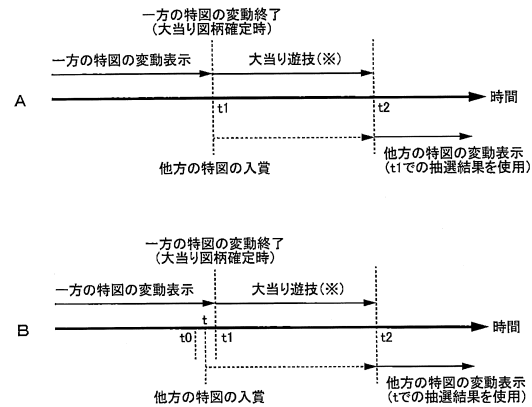 一方の特図の変動終了
(大当り図柄確定時)
一方の特図の変動表示
大当り遊技(※)
A
時間
t1
t2
他方の特図の入賞
他方の特図の変動表示
(t1での抽選結果を使用)
一方の特図の変動終了
(大当り図柄確定時)
一方の特図の変動表示
大当り遊技(※)
t
B
時間
t0
t1
t2
他方の特図の入賞
他方の特図の変動表示
(tでの抽選結果を使用)